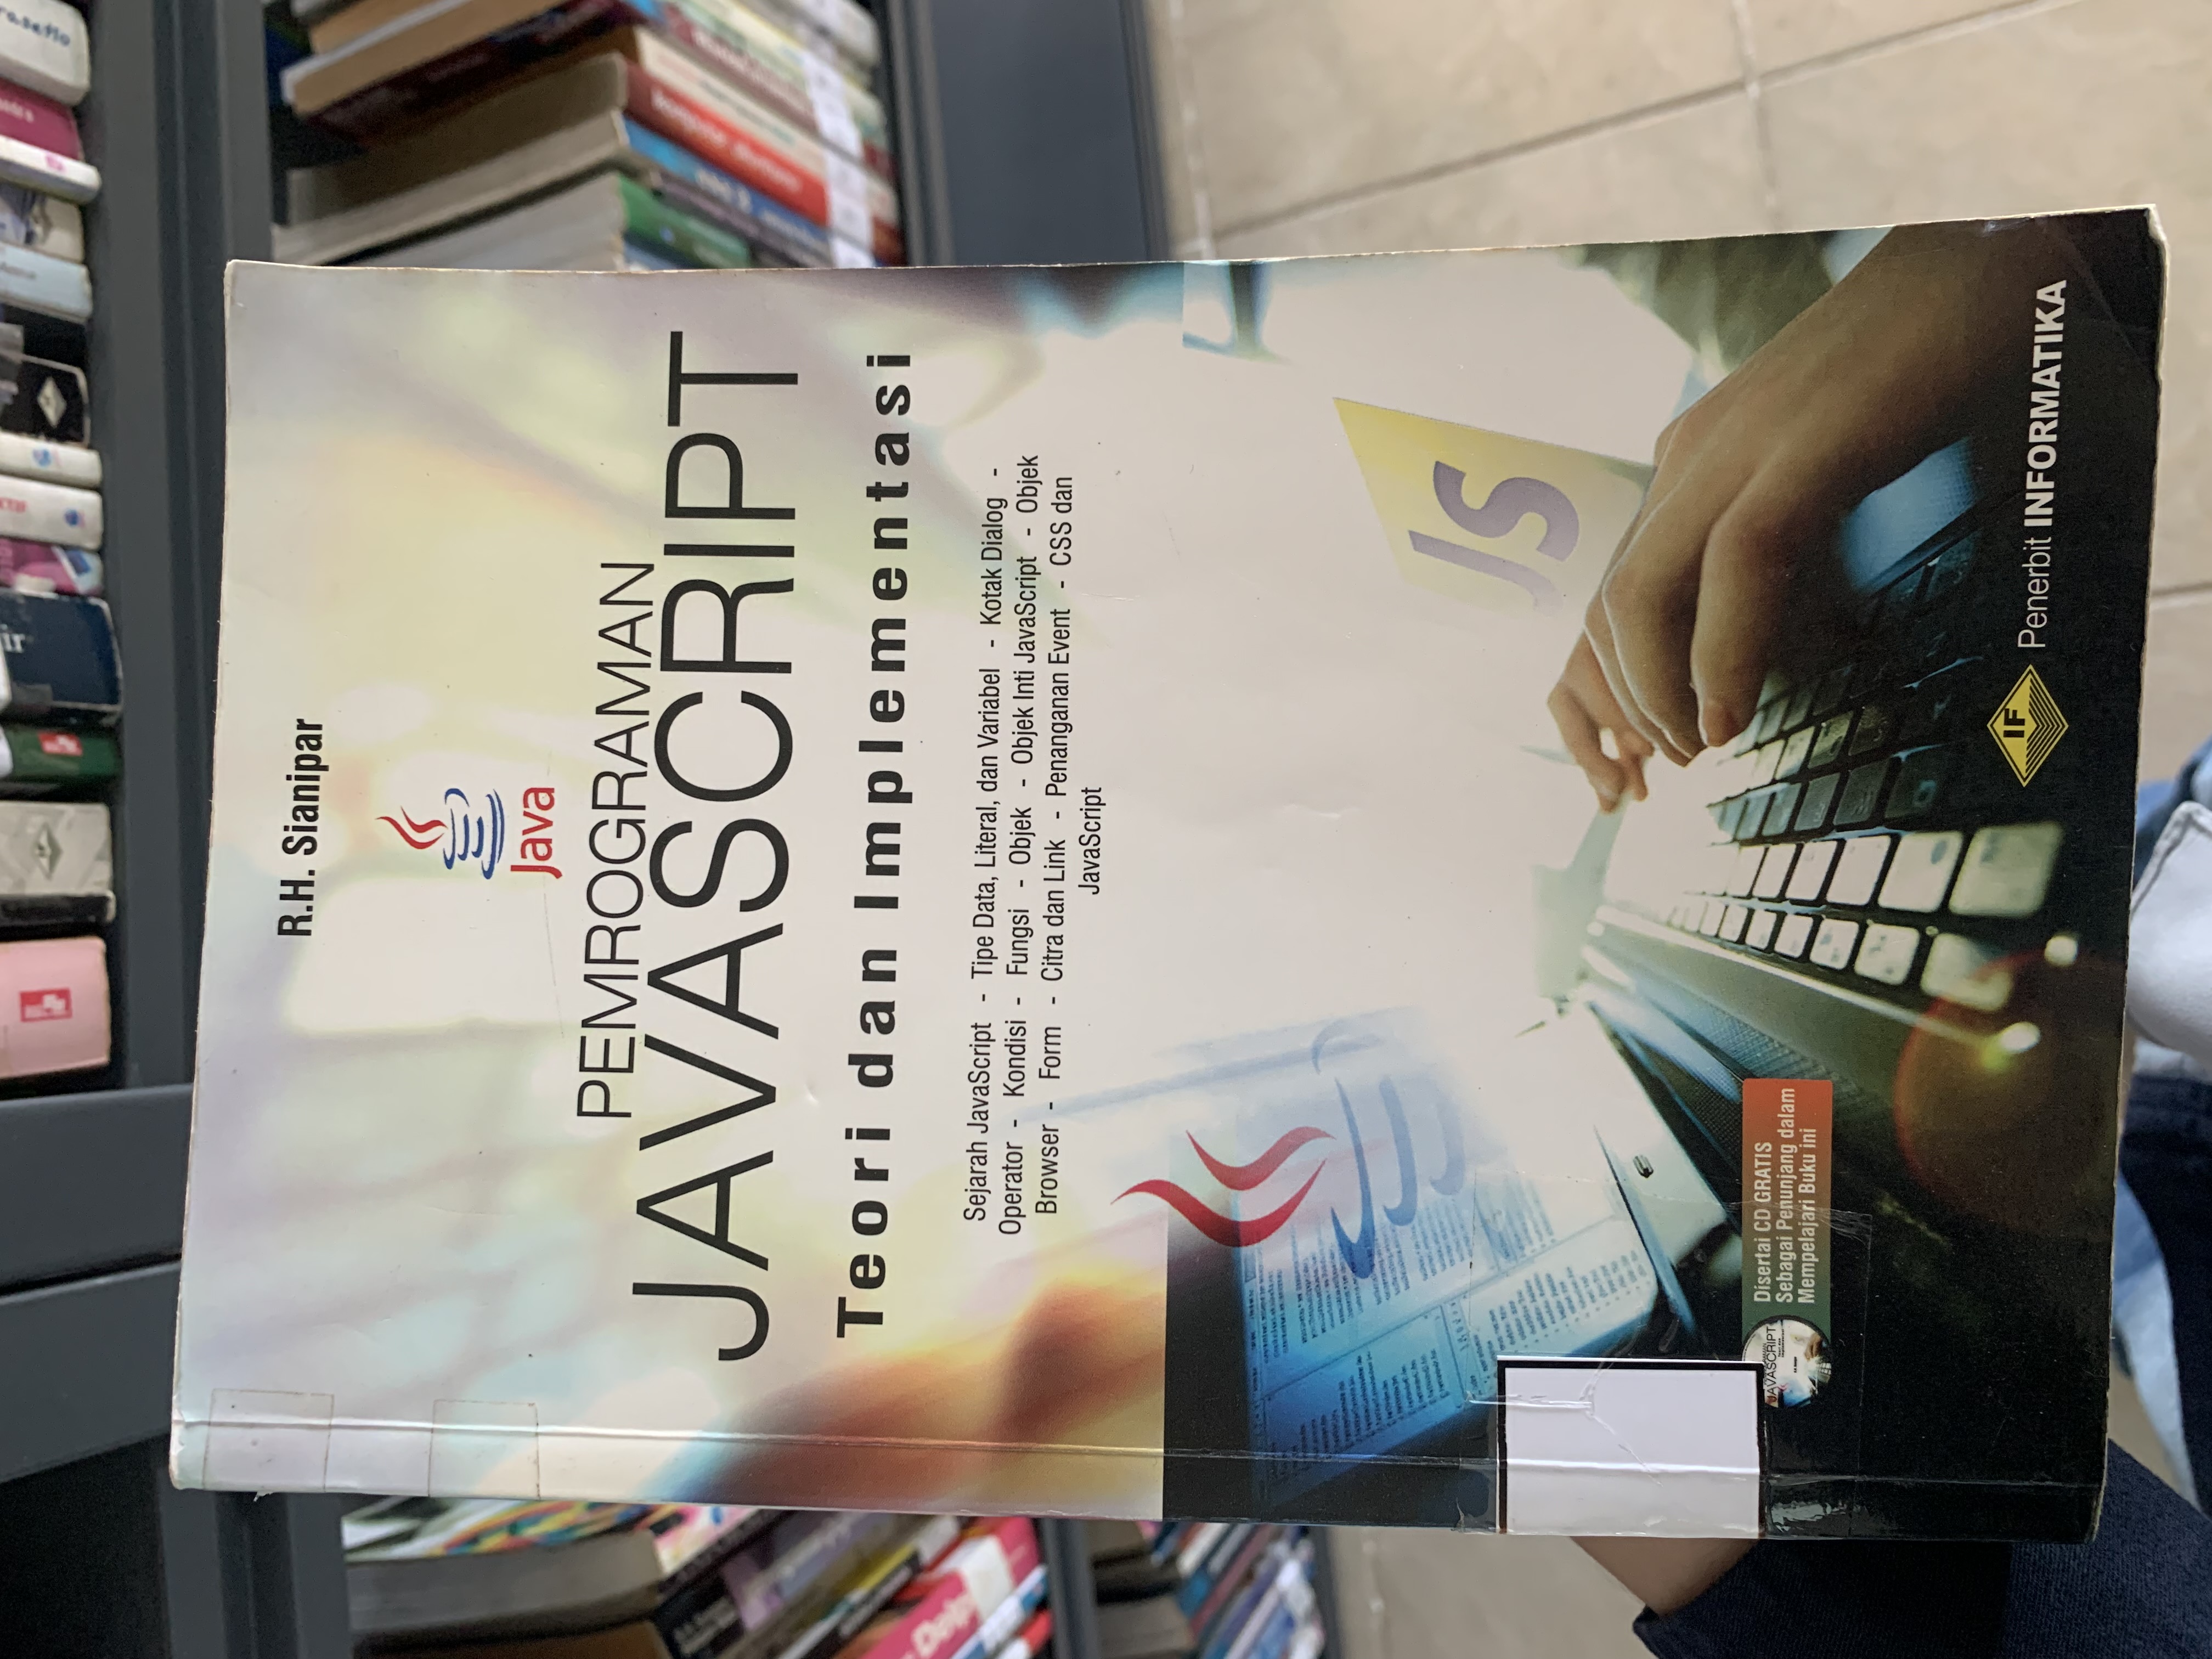 R.H. Sianipar
Java
PEMROGRAMAN
JAVASCRIPT
Teori dan Implementasi
Sejarah JavaScript - Tipe Data, Literal, dan Variabel - Kotak Dialog -
Operator - Kondisi - Fungsi - Objek - Objek Inti JavaScript - Objek
Browser - Form - Citra dan Link - Penanganan Event - CSS dan
JavaScript
JS
JAVASCRIPT
Disertai CD GRATIS
Sebagai Penunjang dalam
Mempelajari Buku ini
IF
Penerbit INFORMATIKA